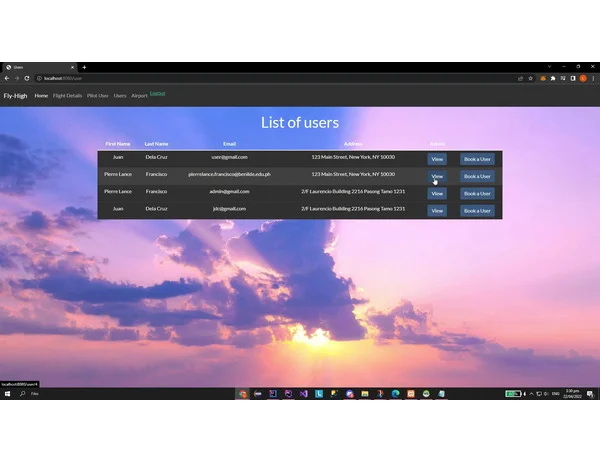 Users
localhost:8080/user
Fly-High Home Flight Details Pilot User Users Airport Logout
List of users
First Name Last Name Email Address Action
Juan Dela Cruz user@gmail.com 123 Main Street, New York, NY 10030 View Book a User
Pierre Lance Francisco pierrelance.francisco@benilde.edu.ph 123 Main Street, New York, NY 10030 View Book a User
Francisco admin@gmail.com 2/F Laurencio Building 2216 Pasong Tamo 1231 View Book a User
Pierre Lance
Juan Dela Cruz jdc@gmail.com 2/F Laurencio Building 2216 Pasong Tamo 1231 View Book a User
localhost:8080/user/4
Files
3:39 pm
22/04/2022